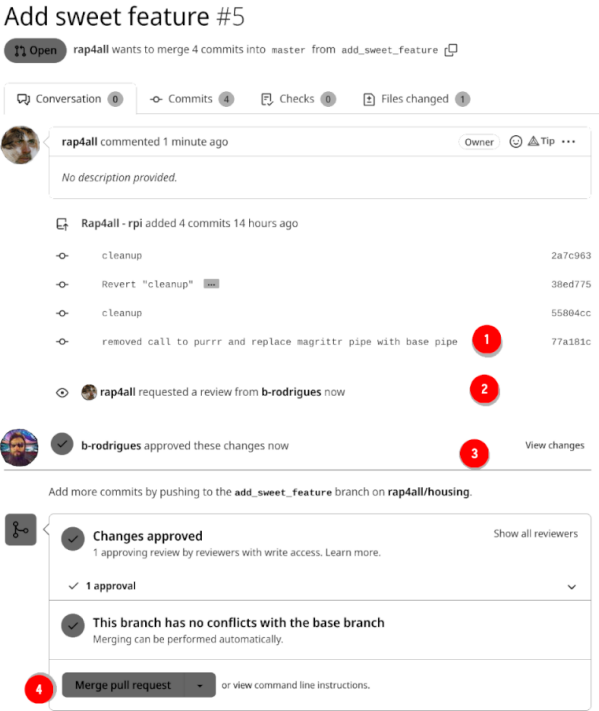 Add sweet feature #5
Open rap4all wants to merge 4 commits into master from add_sweet_feature
Conversation 0 Commits 4 Checks 0 Files changed 1
rap4all commented 1 minute ago Owner Tip
No description provided.
Rap4all - rpi added 4 commits 14 hours ago
cleanup 2a7c963
Revert "cleanup" ... 38ed775
cleanup 55804cc
removed call to purrr and replace magrittr pipe with base pipe 1 77a181c
rap4all requested a review from b-rodrigues now 2
b-rodrigues approved these changes now 3 View changes
Add more commits by pushing to the add_sweet_feature branch on rap4all/housing.
Changes approved Show all reviewers
1 approving review by reviewers with write access. Learn more.
1 approval
This branch has no conflicts with the base branch
Merging can be performed automatically.
4 Merge pull request or view command line instructions.